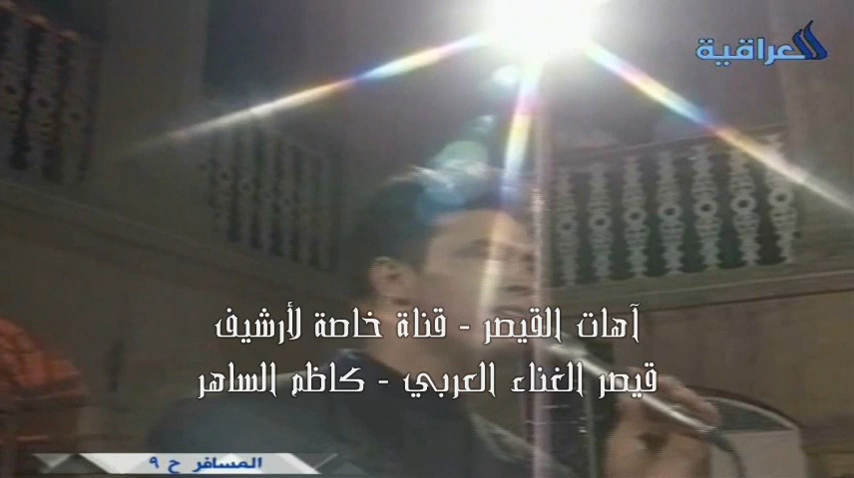 العراقية
آهات القيصر - قناة خاصة لأرشيف
قيصر الغناء العربي - كاظم الساهر
المسافر ح ٩